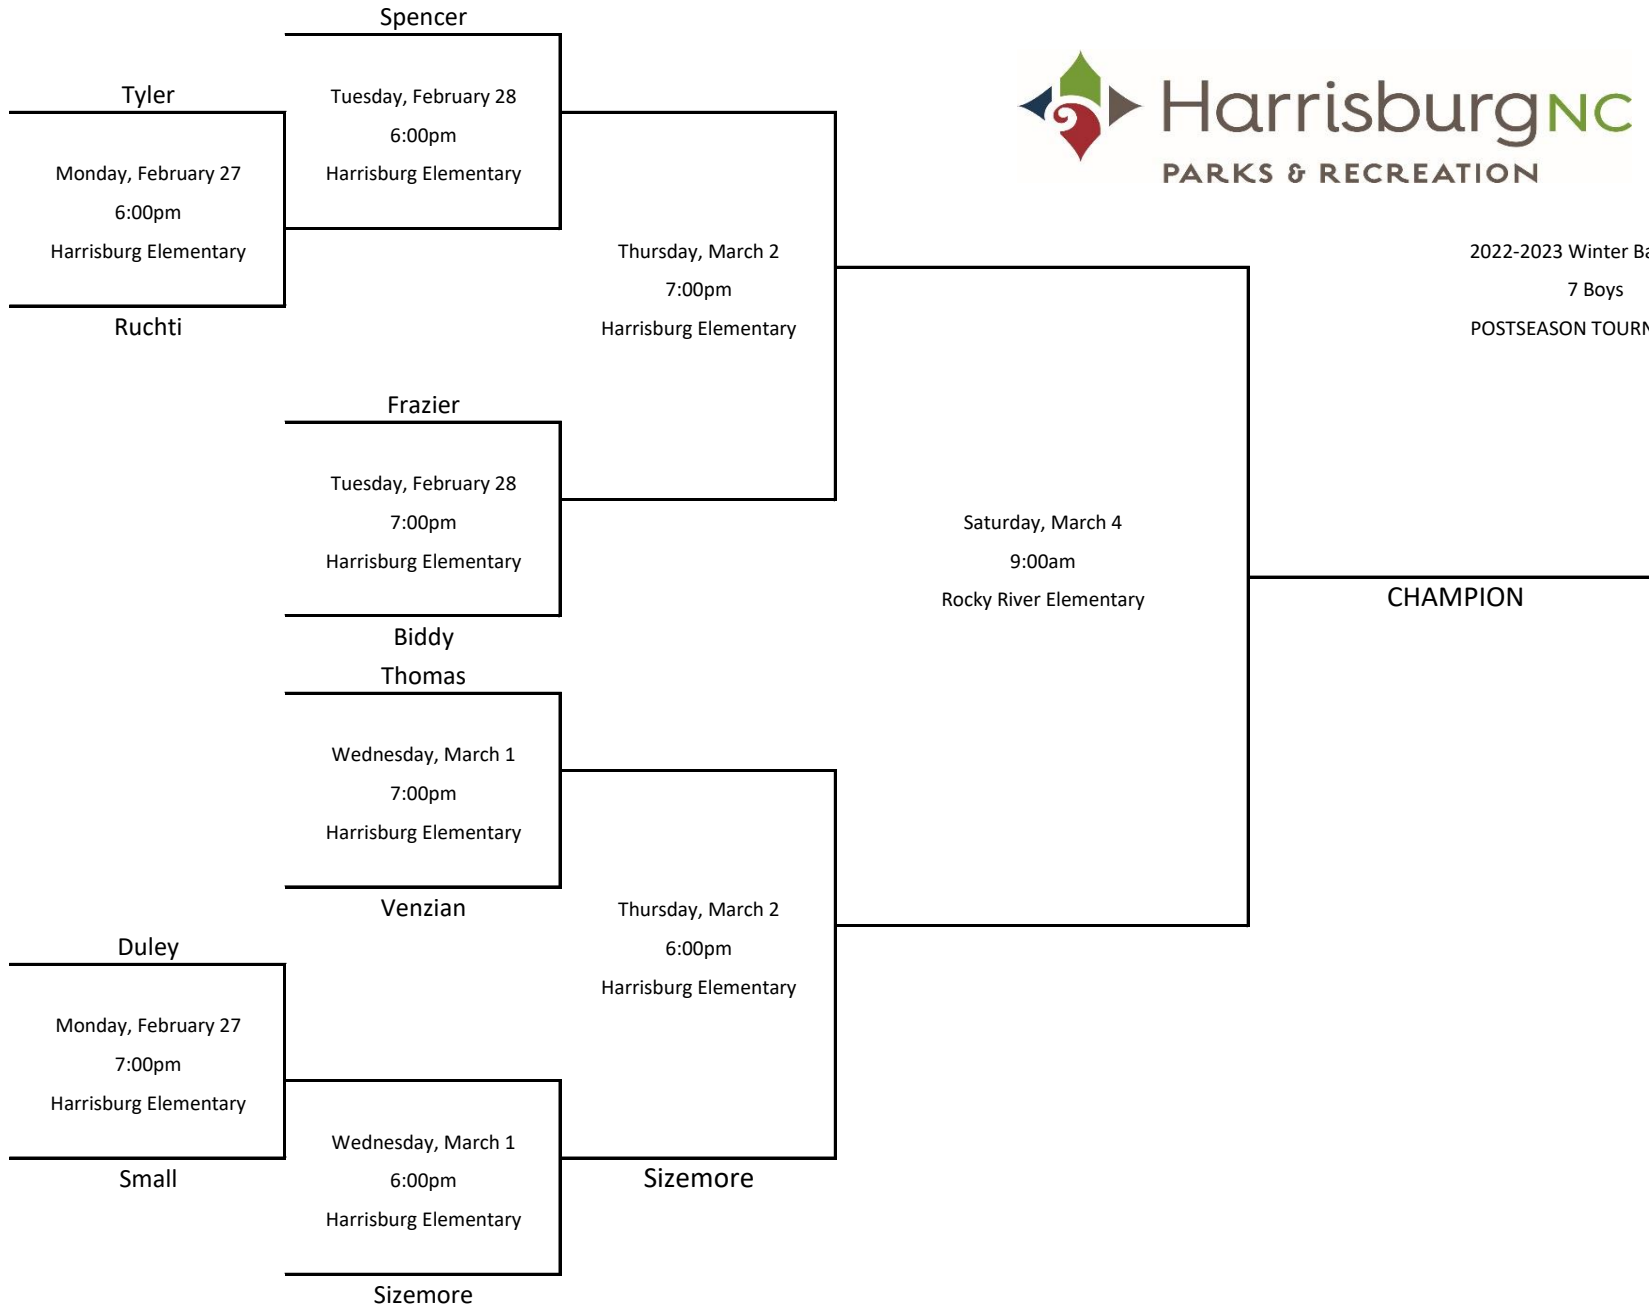 Spencer
HarrisburgNC
PARKS & RECREATION
Tyler
Tuesday, February 28
6:00pm
Harrisburg Elementary
Monday, February 27
6:00pm
Harrisburg Elementary
Ruchti
Thursday, March 2
7:00pm
Harrisburg Elementary
2022-2023 Winter
7 Boys
POSTSEASON
Frazier
Tuesday, February 28
7:00pm
Harrisburg Elementary
Biddy
Saturday, March 4
9:00am
Rocky River Elementary
CHAMPION
Thomas
Wednesday, March 1
7:00pm
Harrisburg Elementary
Venzian
Thursday, March 2
6:00pm
Harrisburg Elementary
Duley
Monday, February 27
7:00pm
Harrisburg Elementary
Small
Wednesday, March 1
6:00pm
Harrisburg Elementary
Sizemore
Sizemore